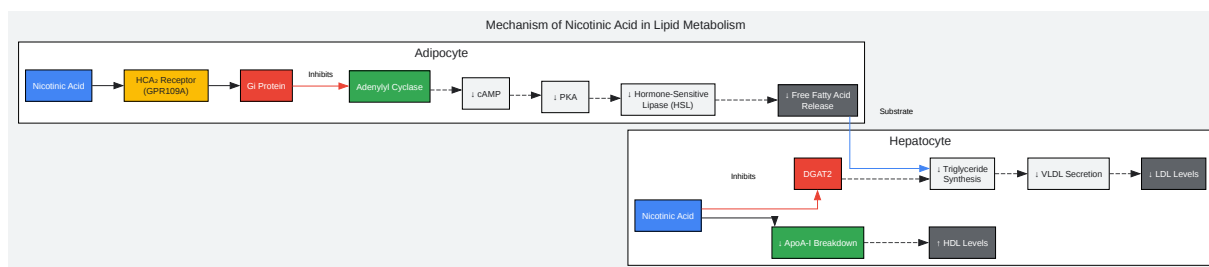 Mechanism of Nicotinic Acid in Lipid Metabolism
Adipocyte
Nicotinic Acid
HCA₂ Receptor
(GPR109A)
Gi Protein
Inhibits
Adenylyl Cyclase
↓ cAMP
↓ PKA
↓ Hormone-Sensitive
Lipase (HSL)
↓ Free Fatty Acid
Release
Substrate
Hepatocyte
Nicotinic Acid
Inhibits
DGAT2
↓ Triglyceride
Synthesis
↓ VLDL Secretion
↓ LDL Levels
↓ ApoA-I Breakdown
↑ HDL Levels